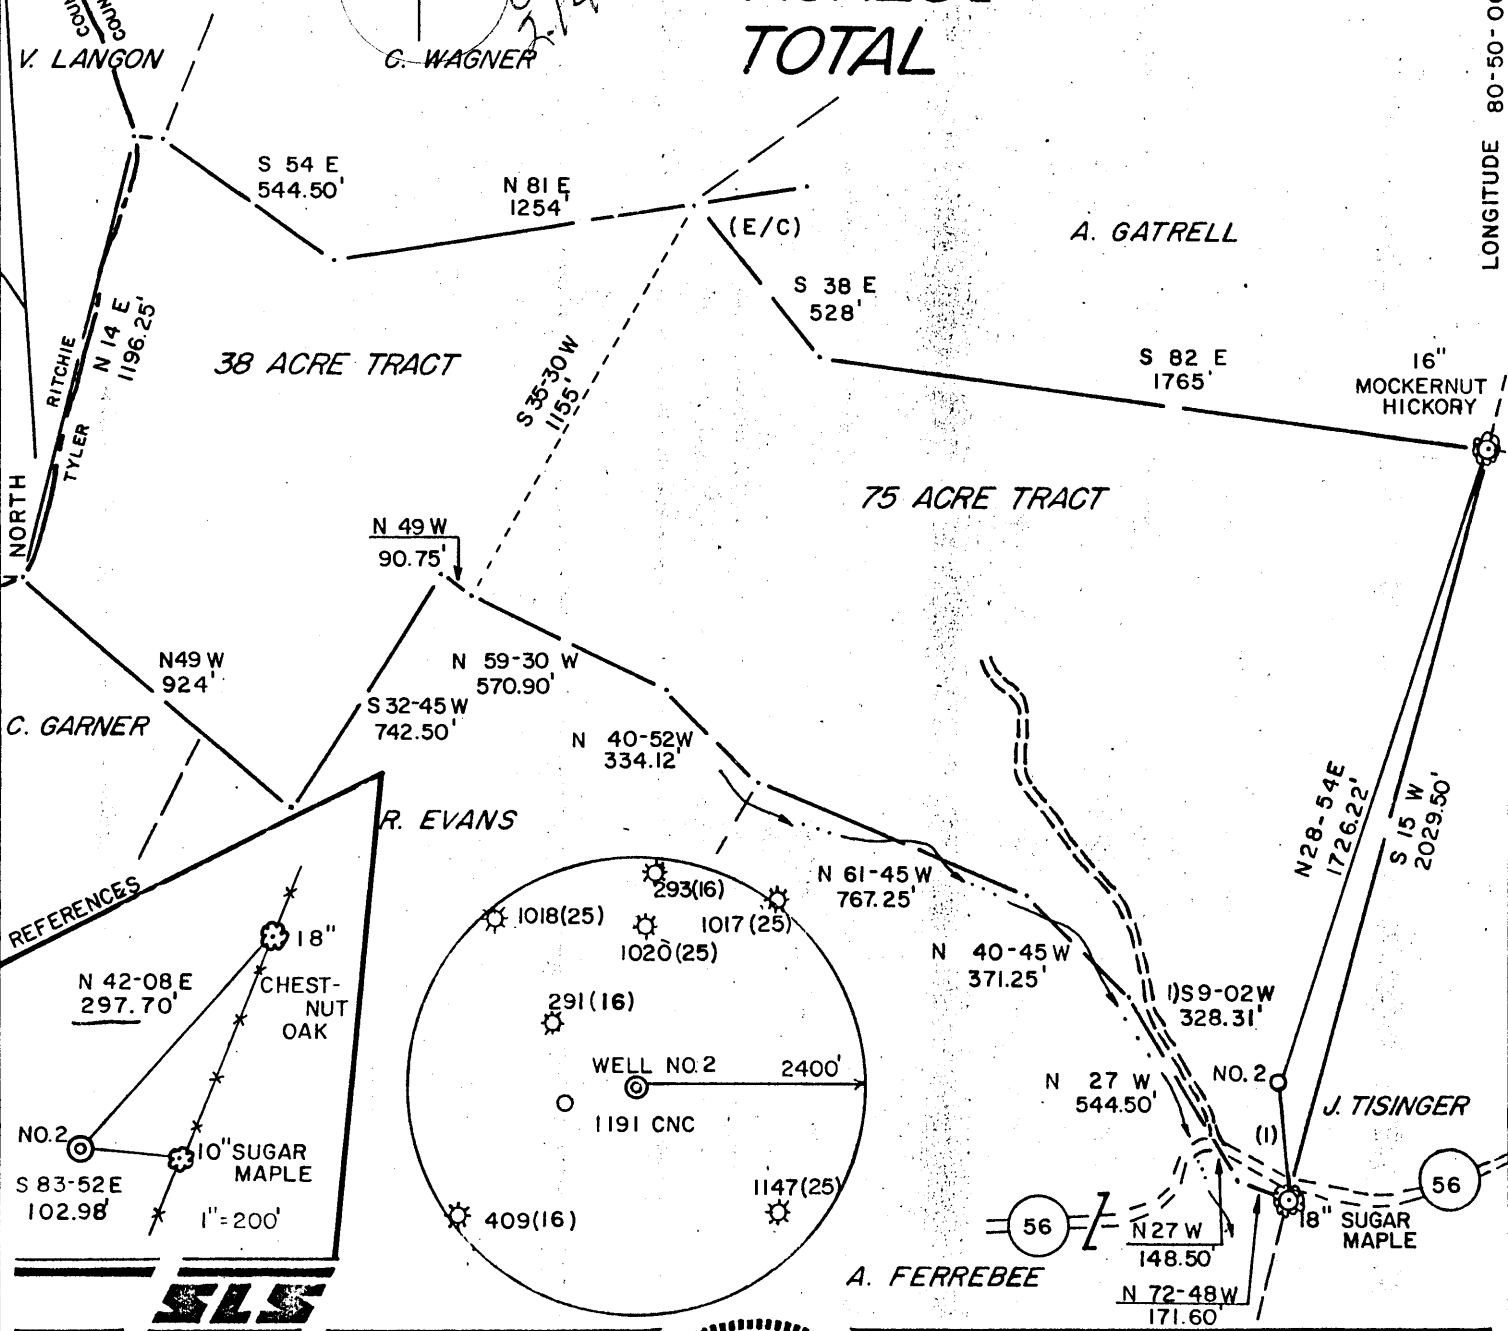 TOTAL
V. LANGON
C. WAGNER
LONGITUDE 80-50-00
S 54 E
544.50'
N 81 E
1254'
(E/C)
A. GATRELL
S 38 E
528'
RITCHIE
TYLER
N 14 E
1196.25'
38 ACRE TRACT
S 35-30 W
1155'
S 82 E
1765'
16"
MOCKERNUT
HICKORY
NORTH
75 ACRE TRACT
N 49 W
90.75'
N49 W
924'
N 59-30 W
570.90'
S 32-45 W
742.50'
C. GARNER
N 40-52W
334.12'
R. EVANS
N28-54E
1726.22'
S 15 W
2029.50'
N 61-45 W
767.25'
REFERENCES
18"
CHEST-
NUT
OAK
N 42-08 E
297.70'
293(16)
1018(25)
1017(25)
1020(25)
291(16)
WELL NO.2
2400'
1191 CNC
1147(25)
409(16)
N 40-45 W
371.25'
1)S9-02W
328.31'
N 27 W
544.50'
NO.2
(1)
J. TISINGER
NO.2
10" SUGAR
MAPLE
S 83-52E
102.98'
1"=200'
56
56
18" SUGAR
MAPLE
N 27 W
148.50'
A. FERREBEE
N 72-48W
171.60'
SLS